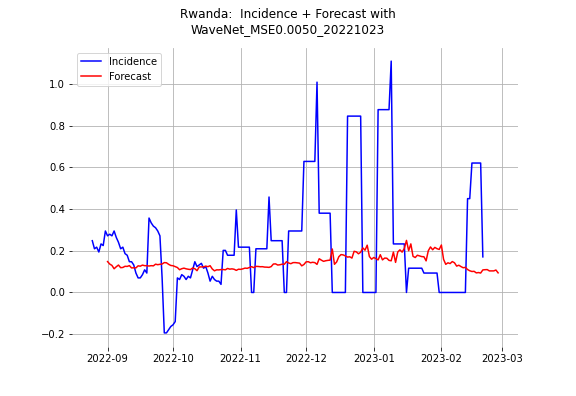 Rwanda:  Incidence + Forecast with
WaveNet_MSE0.0050_20221023
Incidence
Forecast
1.0
0.8
0.6
0.4
0.2
0.0
−0.2
2022-09 2022-10 2022-11 2022-12 2023-01 2023-02 2023-03